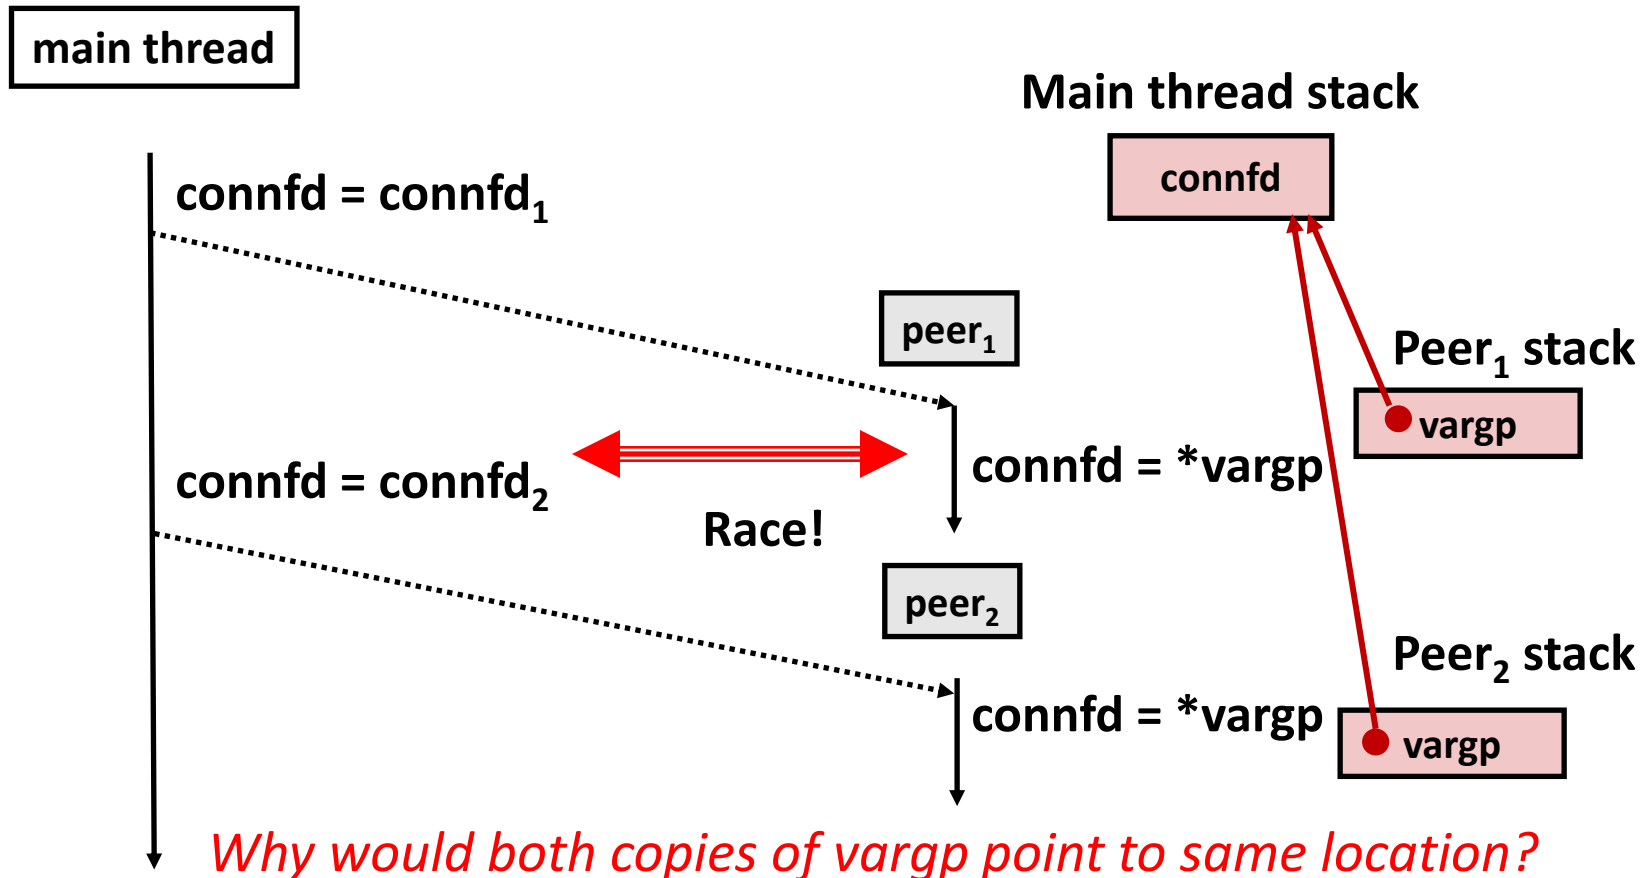 main thread
Main thread stack
connfd
connfd = connfd₁
peer₁
Peer₁ stack
vargp
connfd = *vargp
connfd = connfd₂
Race!
peer₂
Peer₂ stack
connfd = *vargp
vargp
Why would both copies of vargp point to same location?